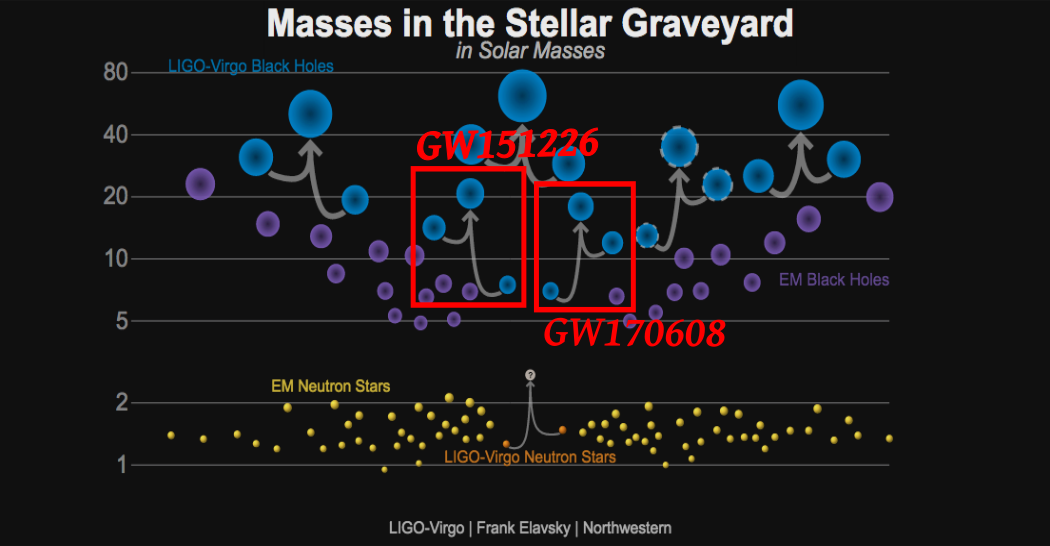 Masses in the Stellar Graveyard
in Solar Masses
80
LIGO-Virgo Black Holes
40
GW151226
20
10
EM Black Holes
5
GW170608
EM Neutron Stars
?
2
LIGO-Virgo Neutron Stars
1
LIGO-Virgo | Frank Elavsky | Northwestern